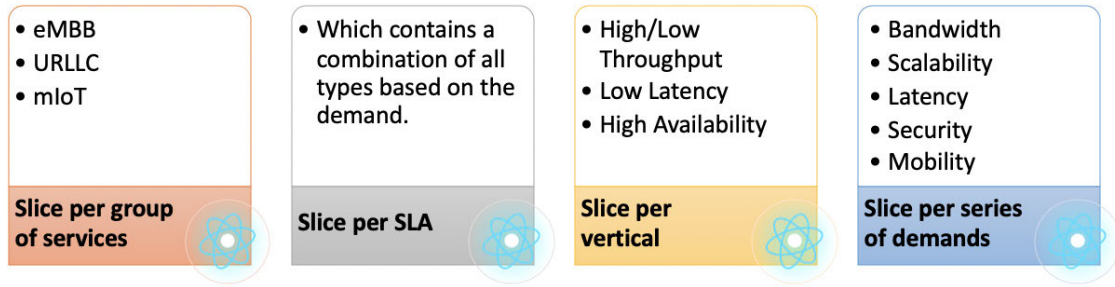 • eMBB
• URLLC
• mIoT
Slice per group
of services
• Which contains a
combination of all
types based on the
demand.
Slice per SLA
• High/Low
Throughput
• Low Latency
• High Availability
Slice per
vertical
• Bandwidth
• Scalability
• Latency
• Security
• Mobility
Slice per series
of demands